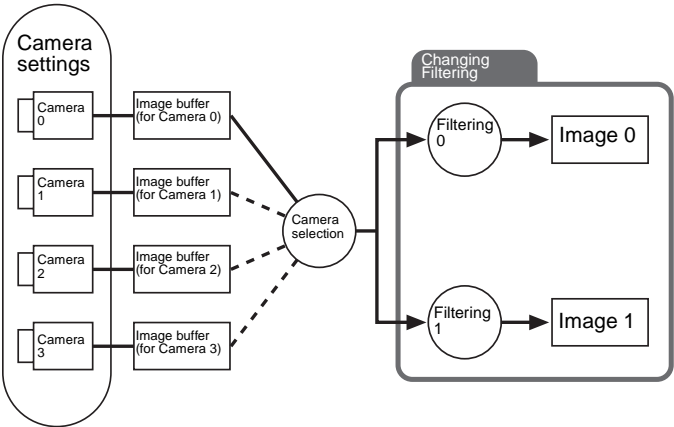 Camera
settings
Changing
Filtering
Camera
0
Image buffer
(for Camera 0)
Camera
1
Image buffer
(for Camera 1)
Camera
2
Image buffer
(for Camera 2)
Camera
3
Image buffer
(for Camera 3)
Camera
selection
Filtering
0
Image 0
Filtering
1
Image 1